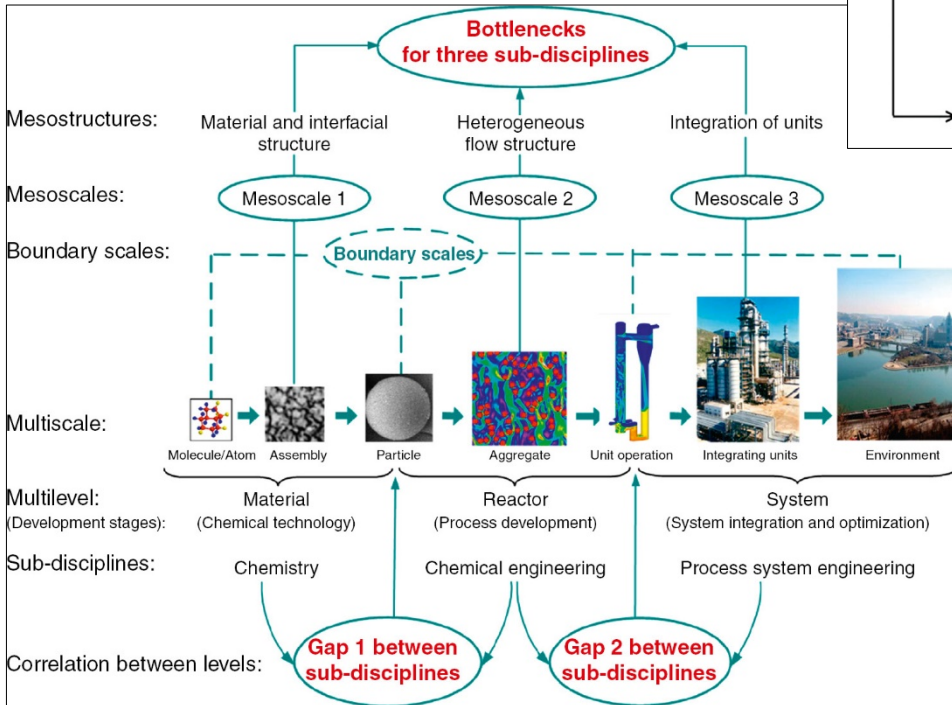 Bottlenecks
for three sub-disciplines
Mesostructures:
Material and interfacial
structure
Heterogeneous
flow structure
Integration of units
Mesoscales:
Mesoscale 1
Mesoscale 2
Mesoscale 3
Boundary scales:
Boundary scales
Multiscale:
Molecule/Atom
Assembly
Particle
Aggregate
Unit operation
Integrating units
Environment
Multilevel:
(Development stages):
Material
(Chemical technology)
Reactor
(Process development)
System
(System integration and optimization)
Sub-disciplines:
Chemistry
Chemical engineering
Process system engineering
Correlation between levels:
Gap 1 between
sub-disciplines
Gap 2 between
sub-disciplines